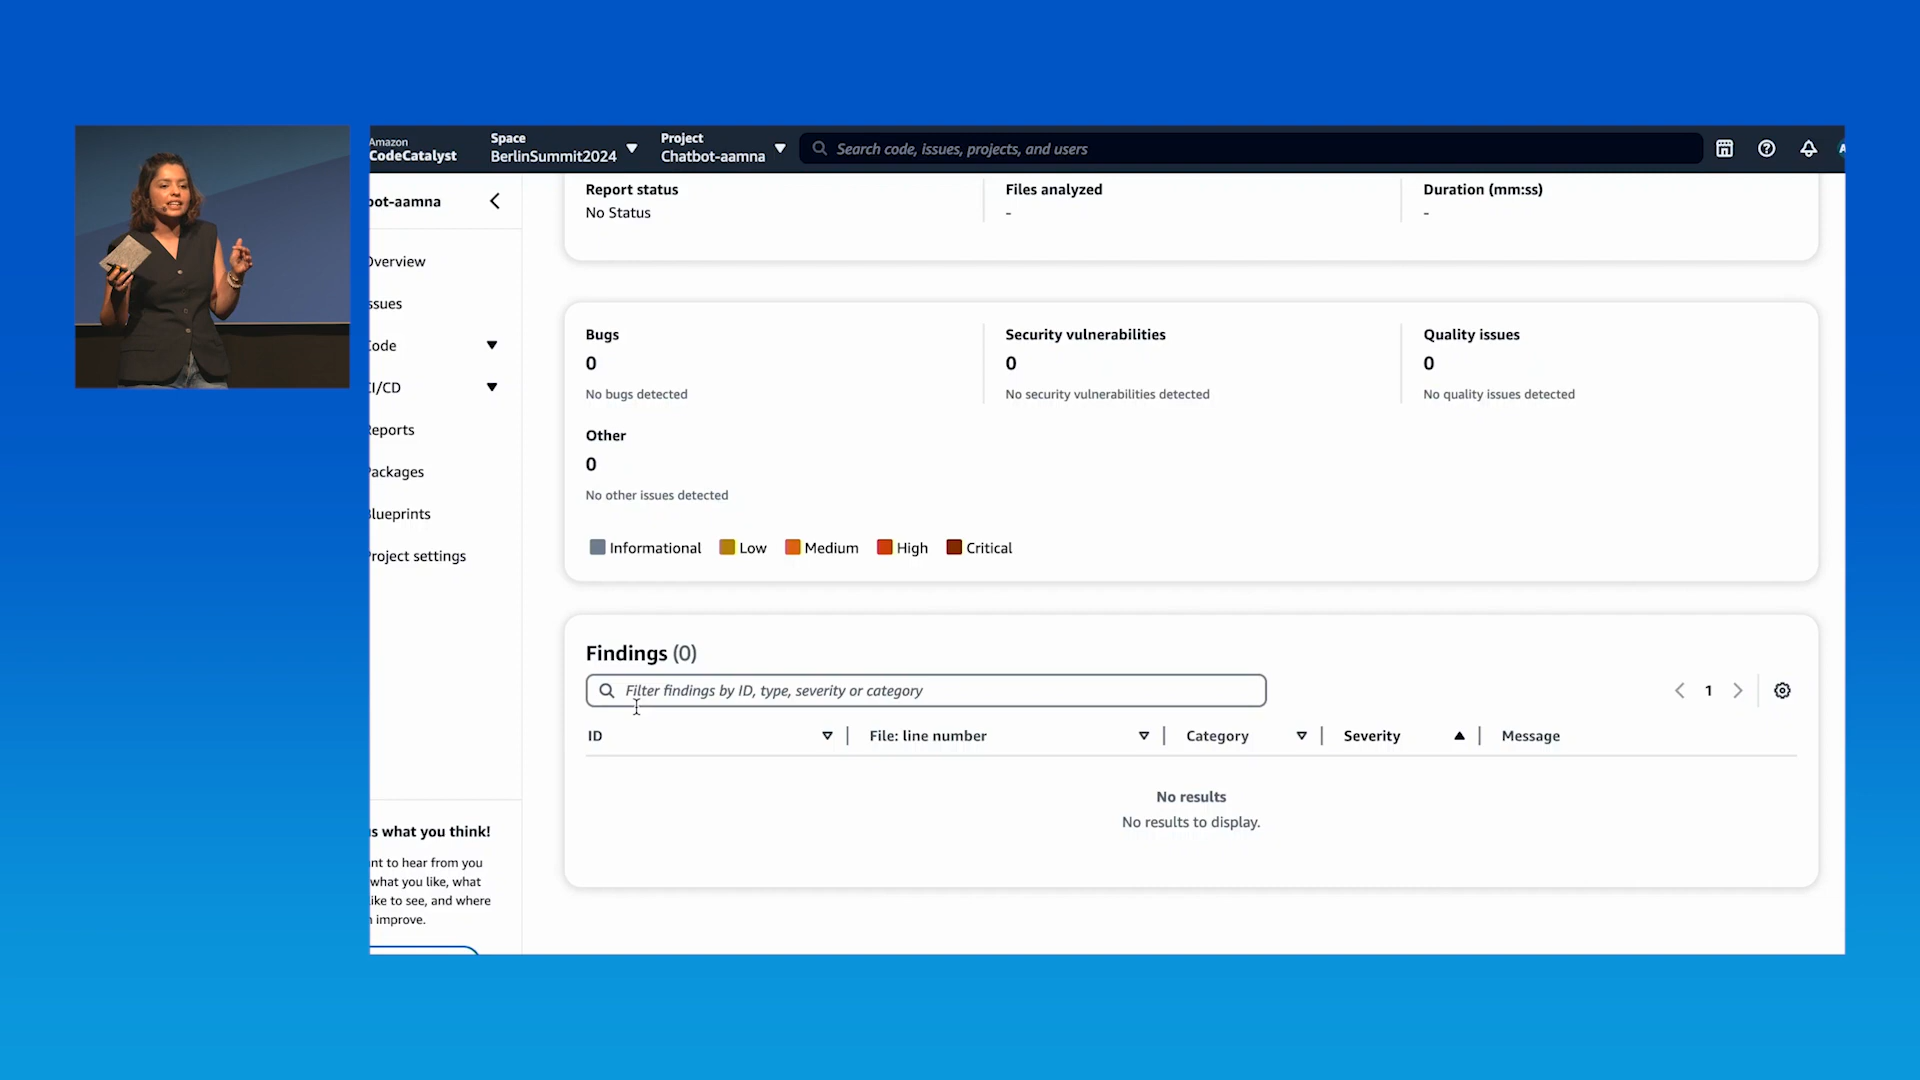 Amazon
CodeCatalyst
Space
BerlinSummit2024
Project
Chatbot-aamna
Search code, issues, projects, and users
A
bot-aamna
Overview
ssues
Code
CI/CD
Reports
Packages
Blueprints
Project settings
s what you think!
nt to hear from you
what you like, what
ike to see, and where
n improve.
Report status
No Status
Files analyzed
-
Duration (mm:ss)
-
Bugs
0
No bugs detected
Security vulnerabilities
0
No security vulnerabilities detected
Quality issues
0
No quality issues detected
Other
0
No other issues detected
Informational Low Medium High Critical
Findings (0)
Filter findings by ID, type, severity or category
1
ID File: line number Category Severity Message
No results
No results to display.